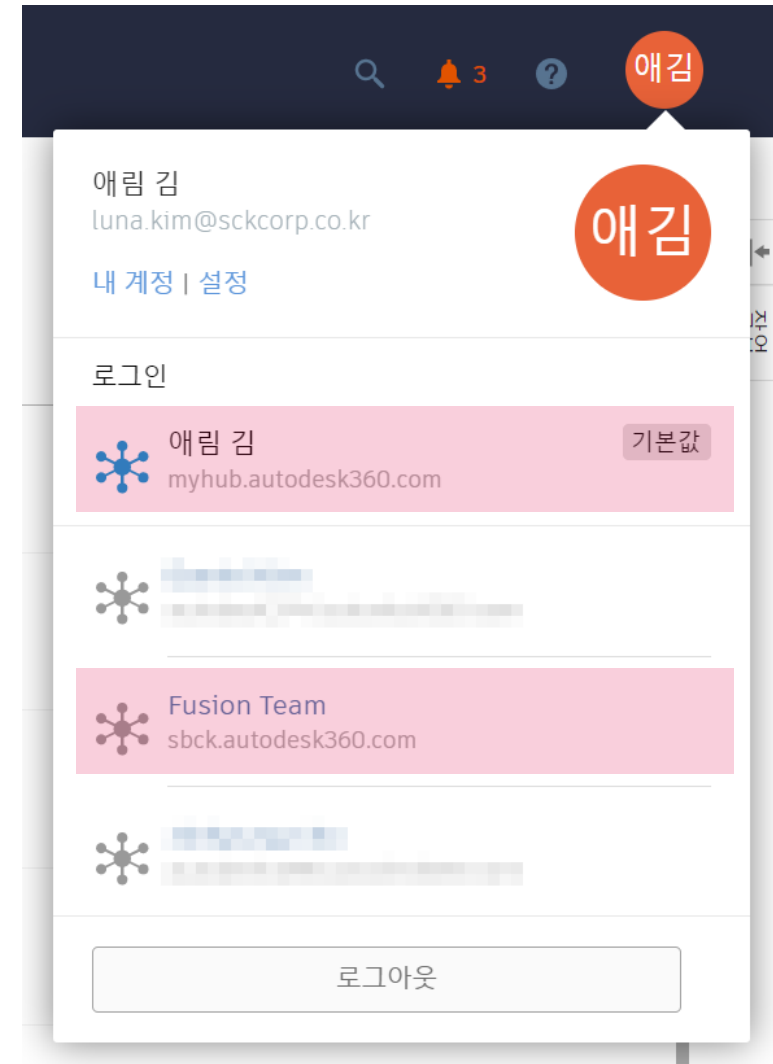 3
애김
애림 김
luna.kim@sckcorp.co.kr
애김
내 계정 | 설정
로그인
애림 김
기본값
myhub.autodesk360.com
Fusion Team
sbck.autodesk360.com
로그아웃